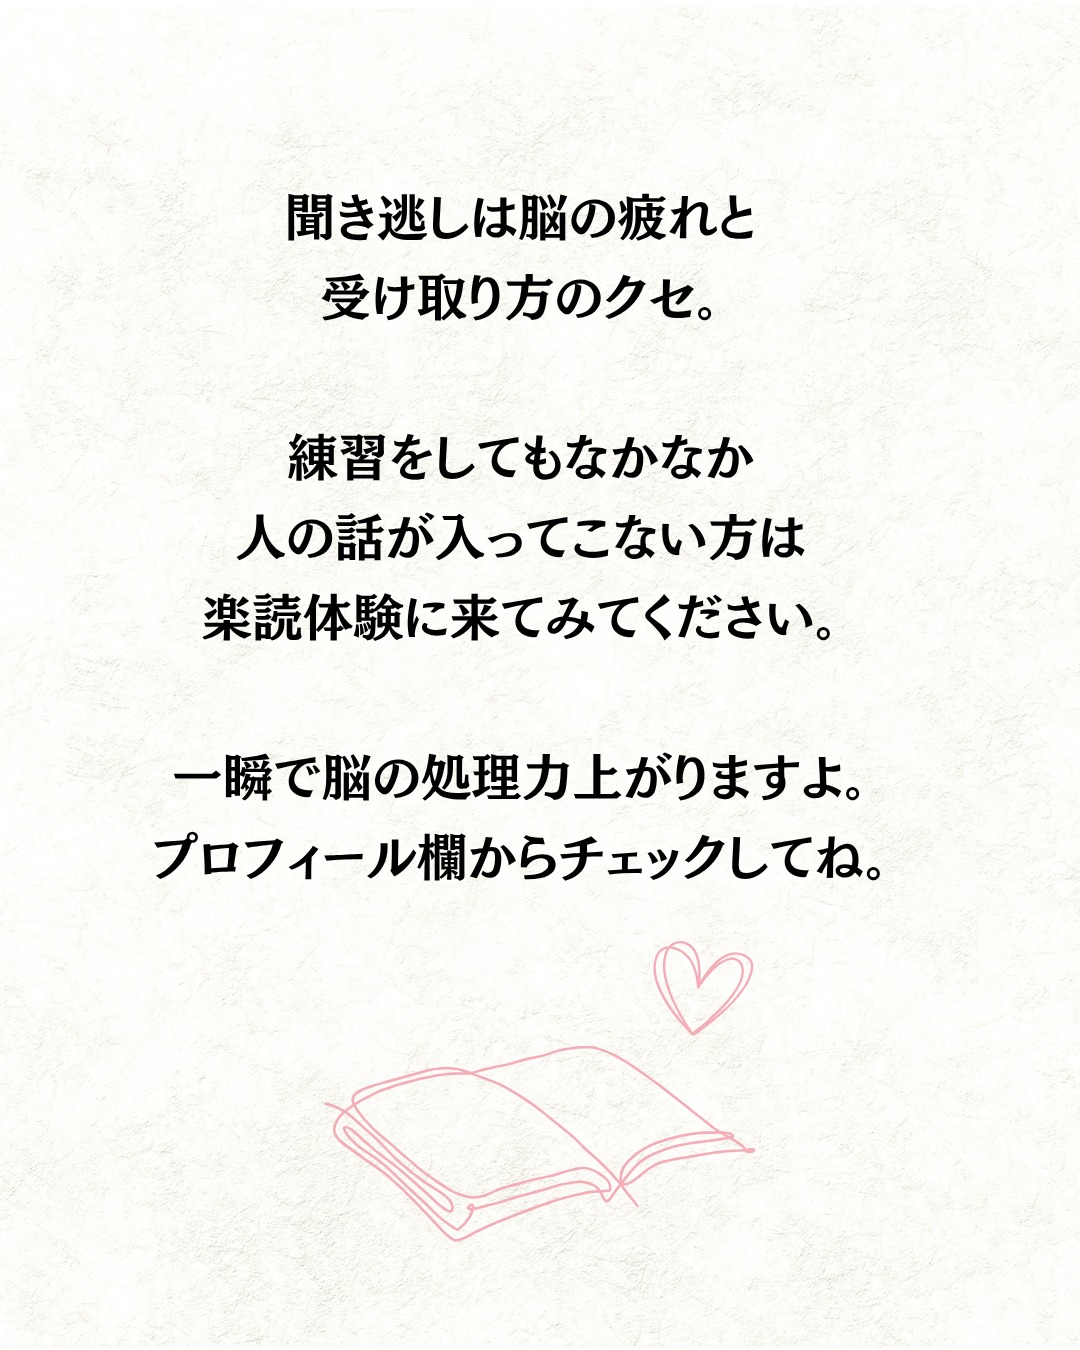 聞き逃しは脳の疲れと
受け取り方のクセ。
練習をしてもなかなか
人の話が入ってこない方は
楽読体験に来てみてください。
一瞬で脳の処理力上がりますよ。
プロフィール欄からチェックしてね。